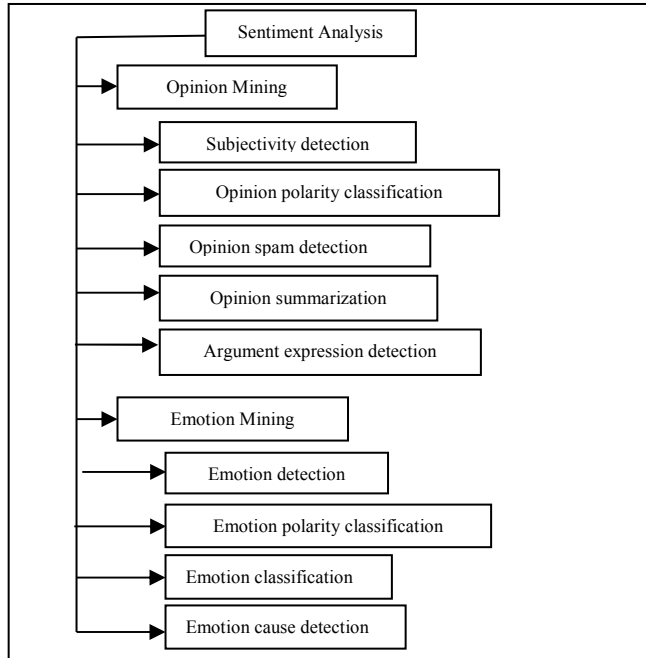 Sentiment Analysis
Opinion Mining
Subjectivity detection
Opinion polarity classification
Opinion spam detection
Opinion summarization
Argument expression detection
Emotion Mining
Emotion detection
Emotion polarity classification
Emotion classification
Emotion cause detection